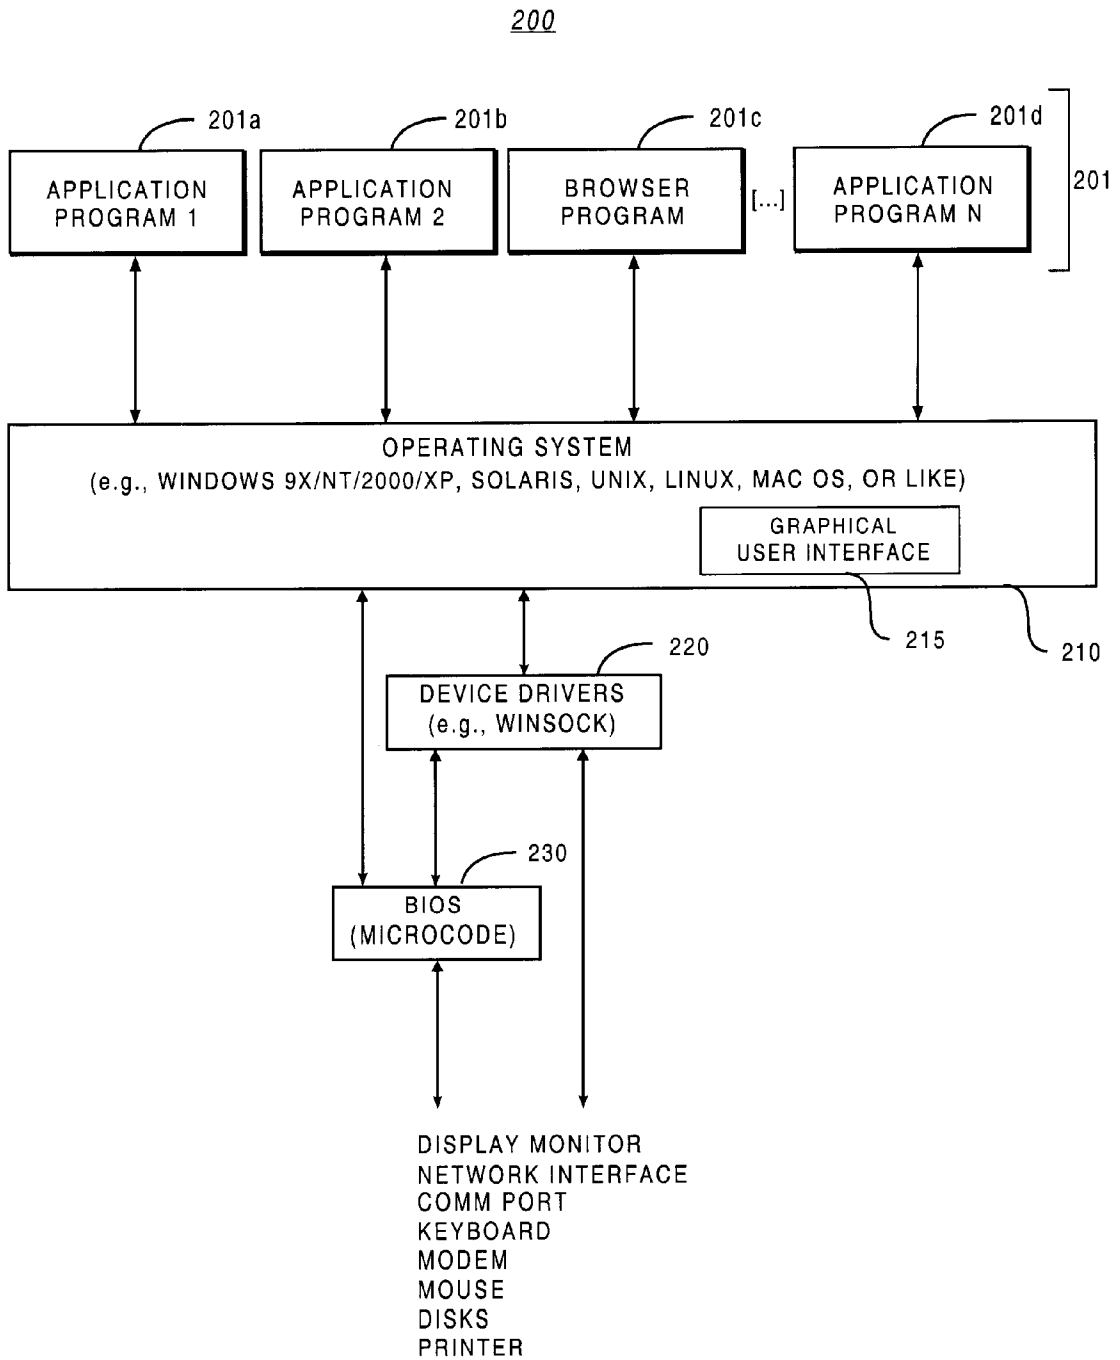 200
201a
201b
201c
201d
201
APPLICATION
PROGRAM 1
APPLICATION
PROGRAM 2
BROWSER
PROGRAM
[...]
APPLICATION
PROGRAM N
OPERATING SYSTEM
(e.g., WINDOWS 9X/NT/2000/XP, SOLARIS, UNIX, LINUX, MAC OS, OR LIKE)
GRAPHICAL
USER INTERFACE
215
210
220
DEVICE DRIVERS
(e.g., WINSOCK)
230
BIOS
(MICROCODE)
DISPLAY MONITOR
NETWORK INTERFACE
COMM PORT
KEYBOARD
MODEM
MOUSE
DISKS
PRINTER